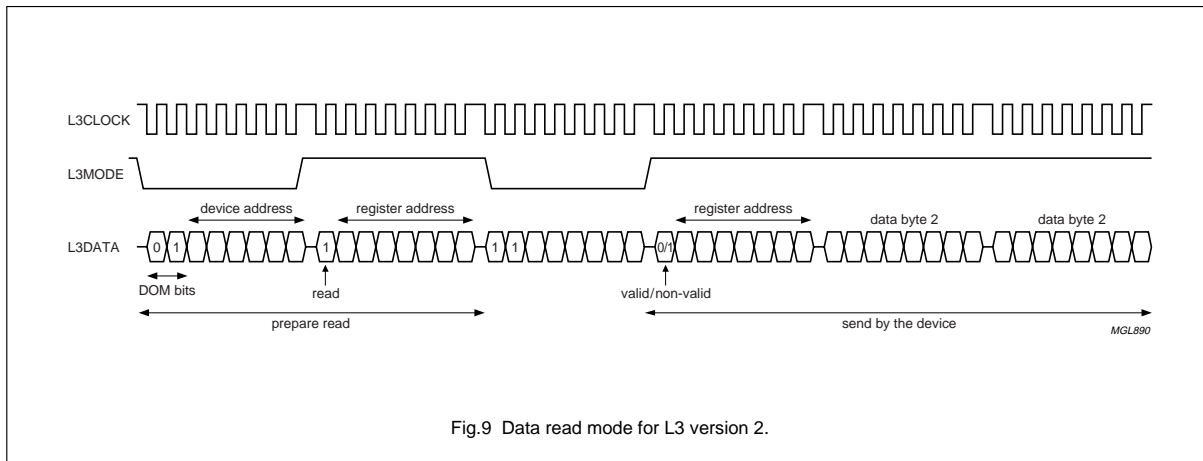 L3CLOCK
L3MODE
device address
register address
register address
data byte 2
data byte 2
L3DATA
0 1
1
1 1
0/1
DOM bits
read
valid/non-valid
prepare read
send by the device
MGL890
Fig.9 Data read mode for L3 version 2.